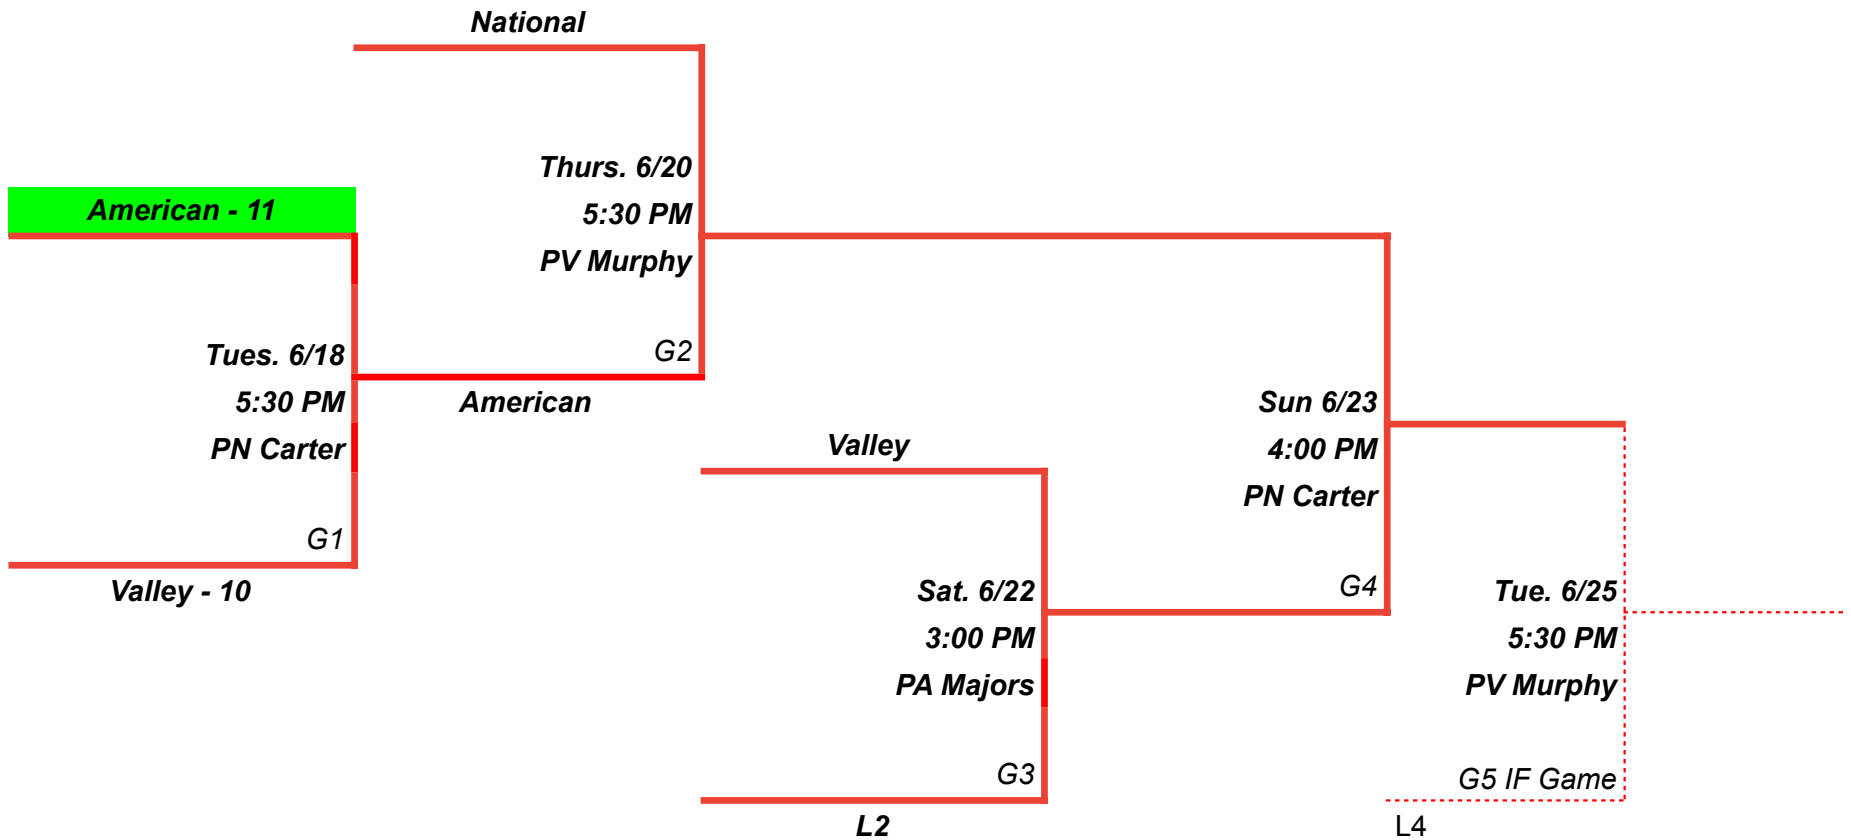 National
Thurs. 6/20
5:30 PM
PV Murphy
G2
American - 11
Tues. 6/18
5:30 PM
PN Carter
G1
Valley - 10
American
Valley
Sat. 6/22
3:00 PM
PA Majors
G3
L2
Sun 6/23
4:00 PM
PN Carter
G4
Tue. 6/25
5:30 PM
PV Murphy
G5 IF Game
L4